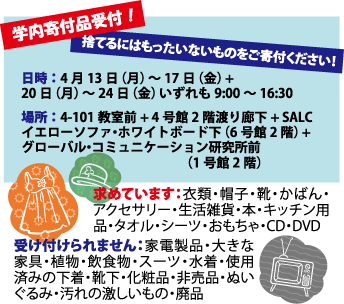 学内寄付品受付！
捨てるにはもったいないものをご寄付ください！
日時：4月13日（月）～17日（金）+
20日（月）～24日（金）いずれも 9:00 ～ 16:30
場所：4-101 教室前 + 4 号館 2 階渡り廊下 + SALC
イエローソファ・ホワイトボード下（6 号館 2 階）+
グローバル・コミュニケーション研究所前
（1 号館 2 階）
求めています：衣類・帽子・靴・かばん・
アクセサリー・生活雑貨・本・キッチン用
品・タオル・シーツ・おもちゃ・CD・DVD
受け付けられません：家電製品・大きな
家具・植物・飲食物・スーツ・水着・使用
済みの下着・靴下・化粧品・非売品・ぬい
ぐるみ・汚れの激しいもの・廃品